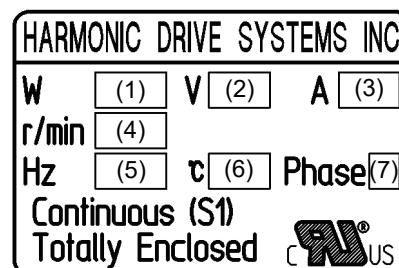 HARMONIC DRIVE SYSTEMS INC
W (1) V (2) A (3)
r/min (4)
Hz (5) ℃ (6) Phase (7)
Continuous (S1)
Totally Enclosed
c RU ® US